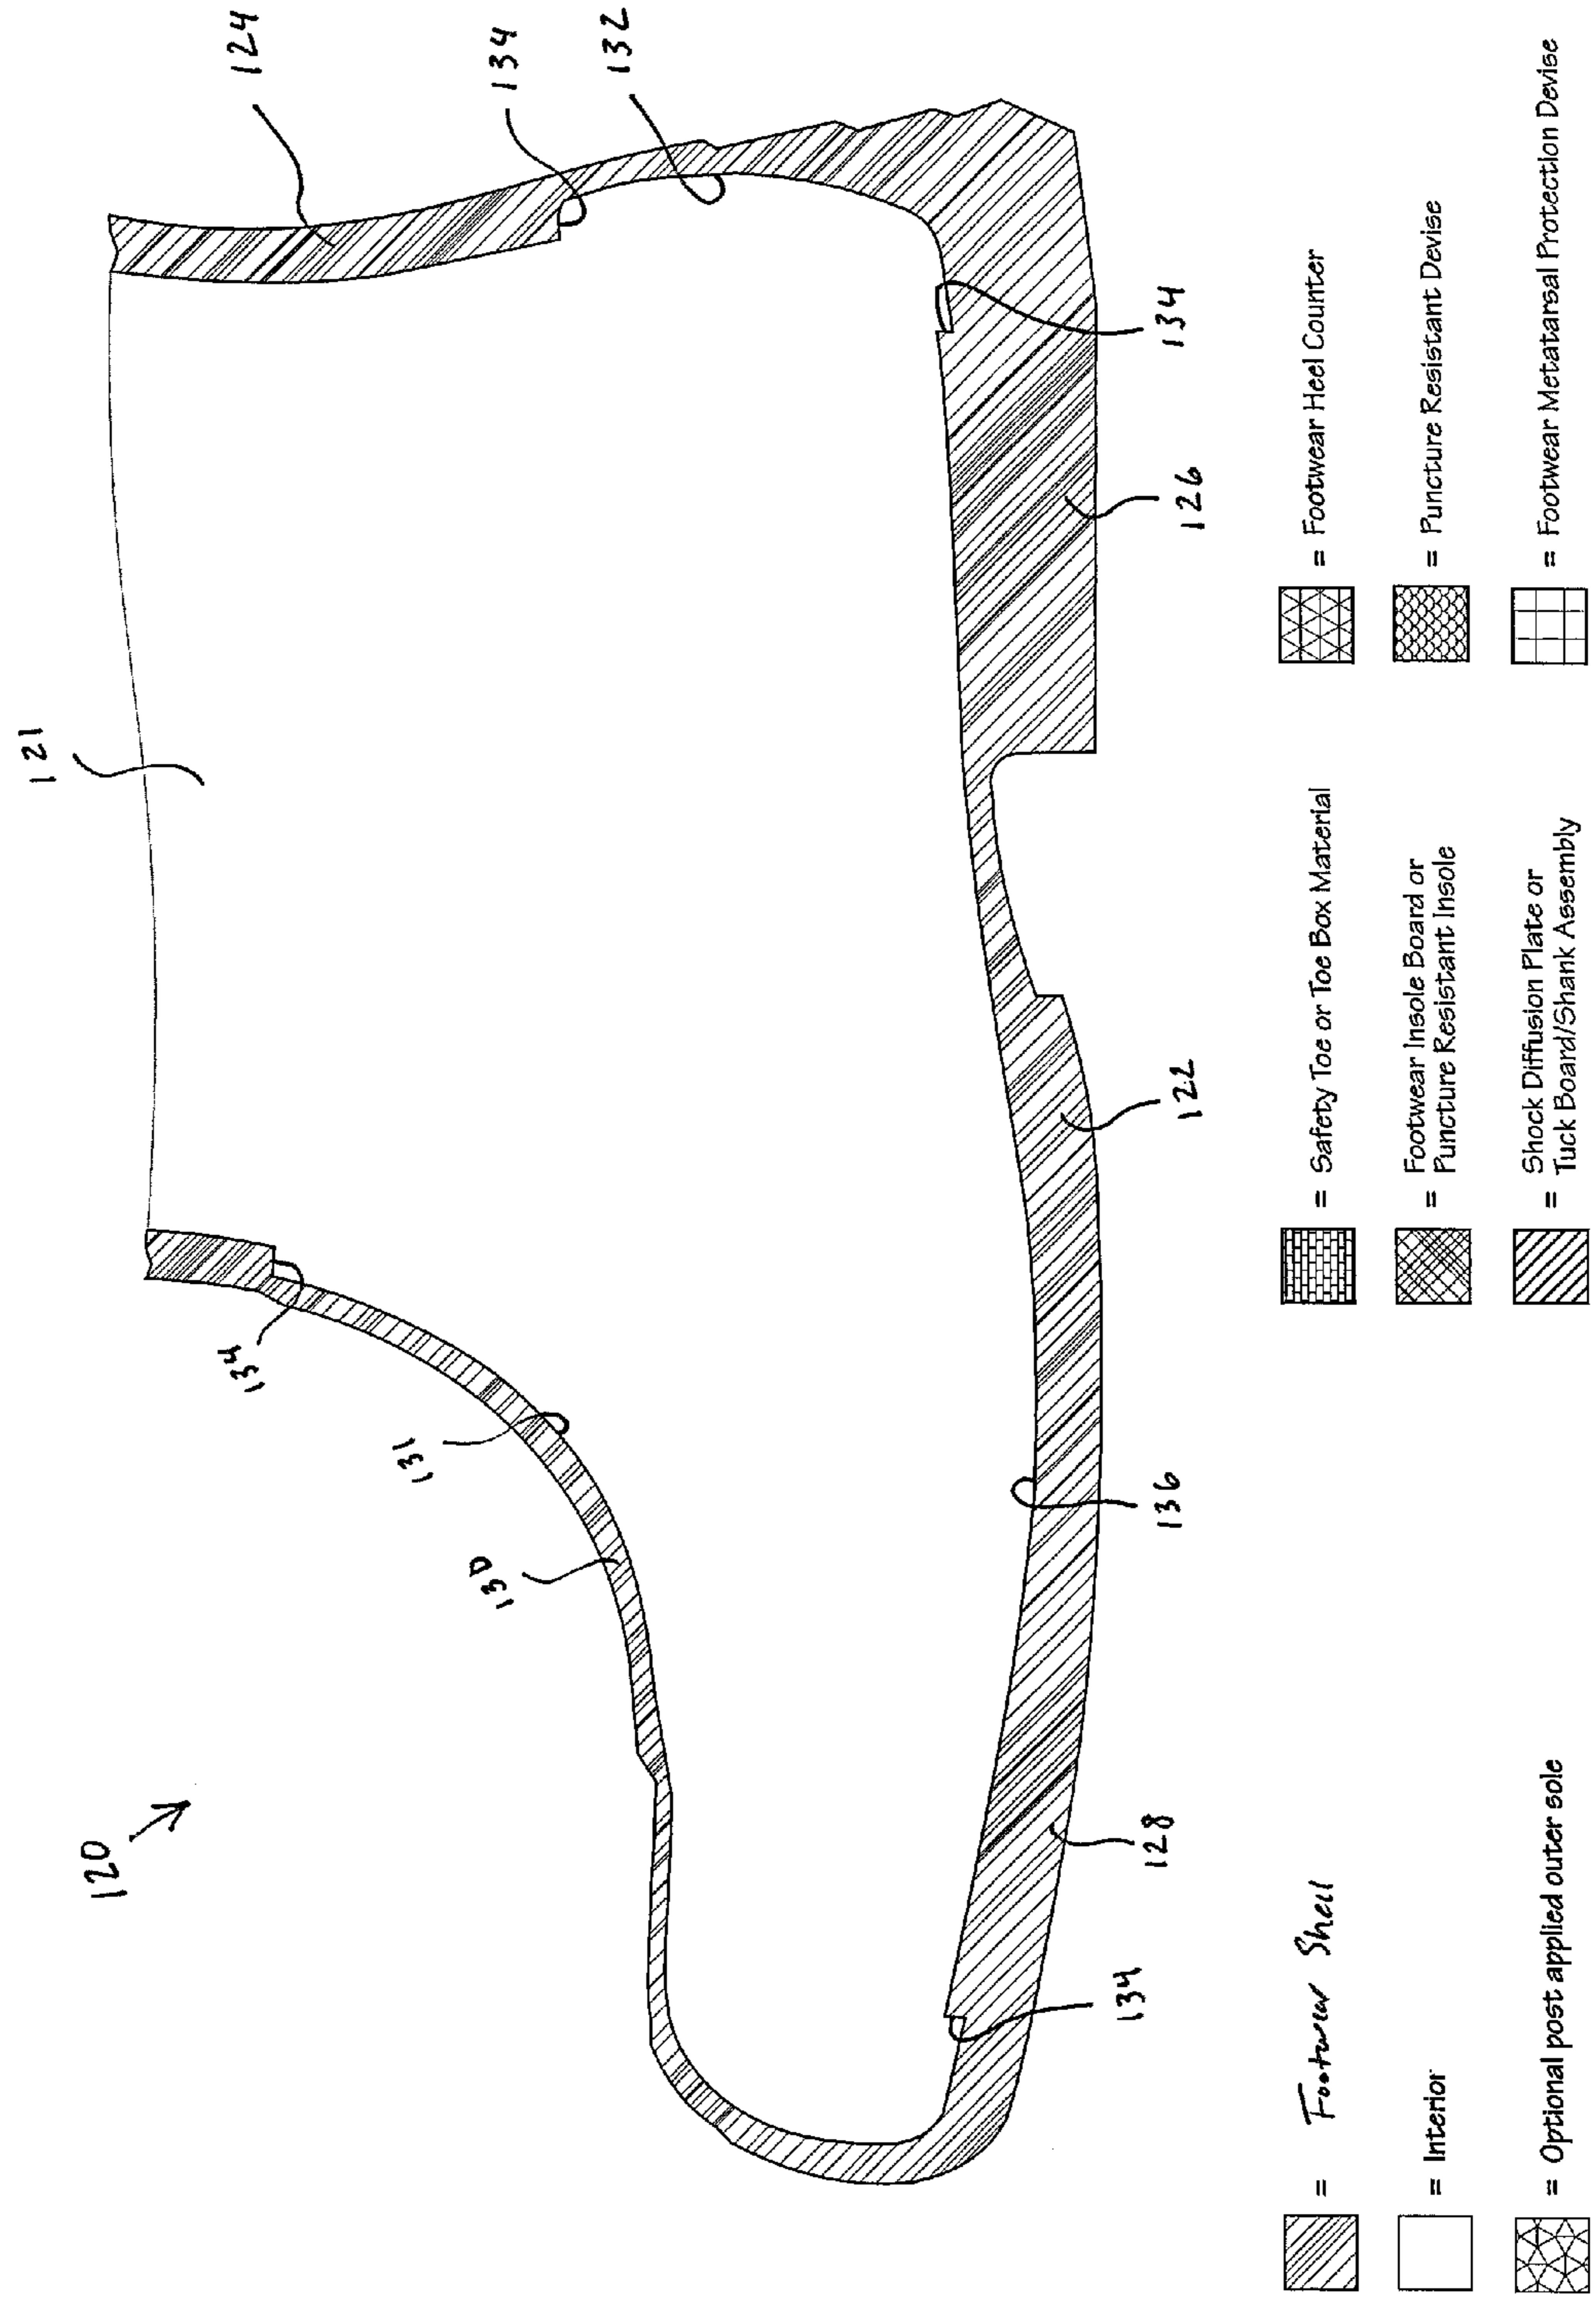 120
121
124
134
132
134
131
130
134
126
122
136
128
134
= Footwear Shell
= Interior
= Optional post applied outer sole
= Safety Toe or Toe Box Material
= Footwear Insole Board or
Puncture Resistant Insole
= Shock Diffusion Plate or
Tuck Board/Shank Assembly
= Footwear Heel Counter
= Puncture Resistant Devise
= Footwear Metatarsal Protection Devise